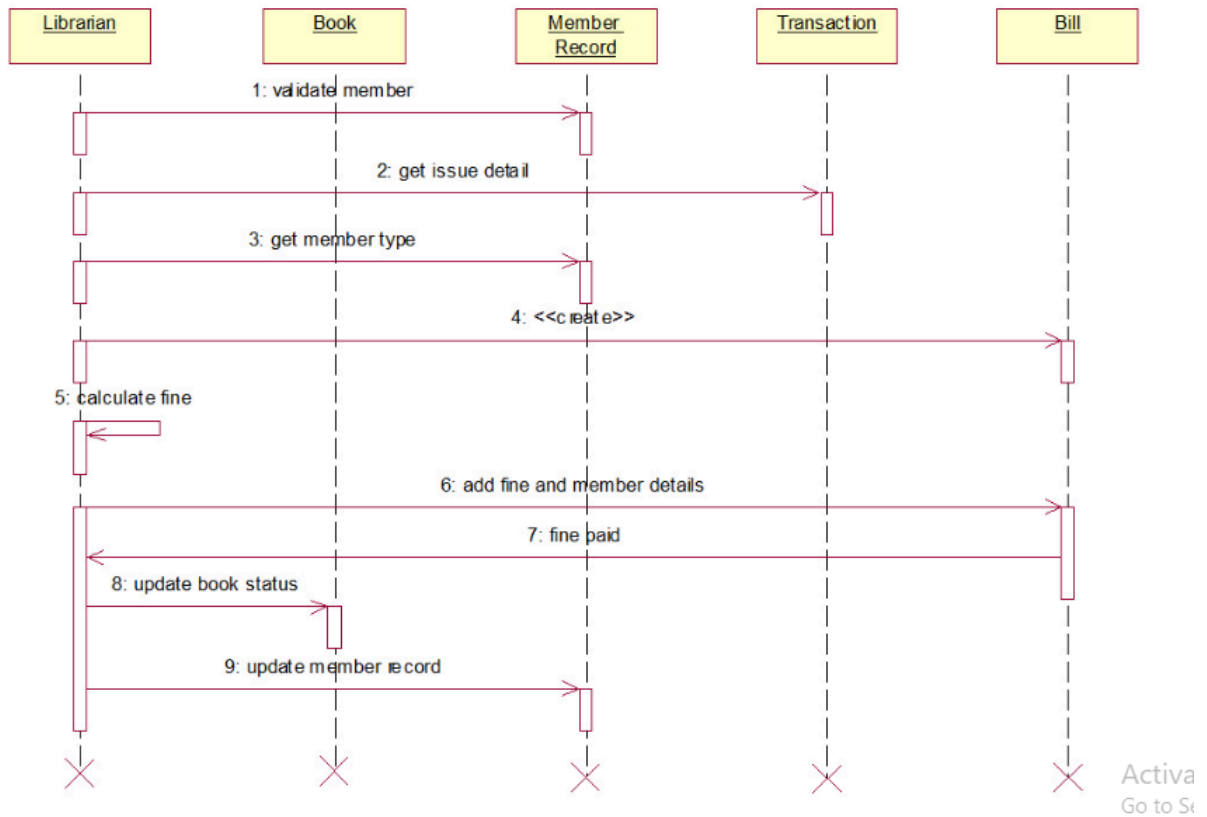 Librarian
Book
Member
Record
Transaction
Bill
1: validate member
2: get issue detail
3: get member type
4: <<create>>
5: calculate fine
6: add fine and member details
7: fine paid
8: update book status
9: update member record
Activa
Go to Se